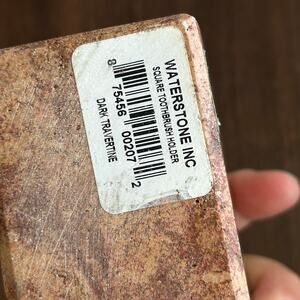 WATERSTONE INC
SQUARE TOOTHBRUSH HOLDER
8 75456 00207 2
DARK TRAVERTINE